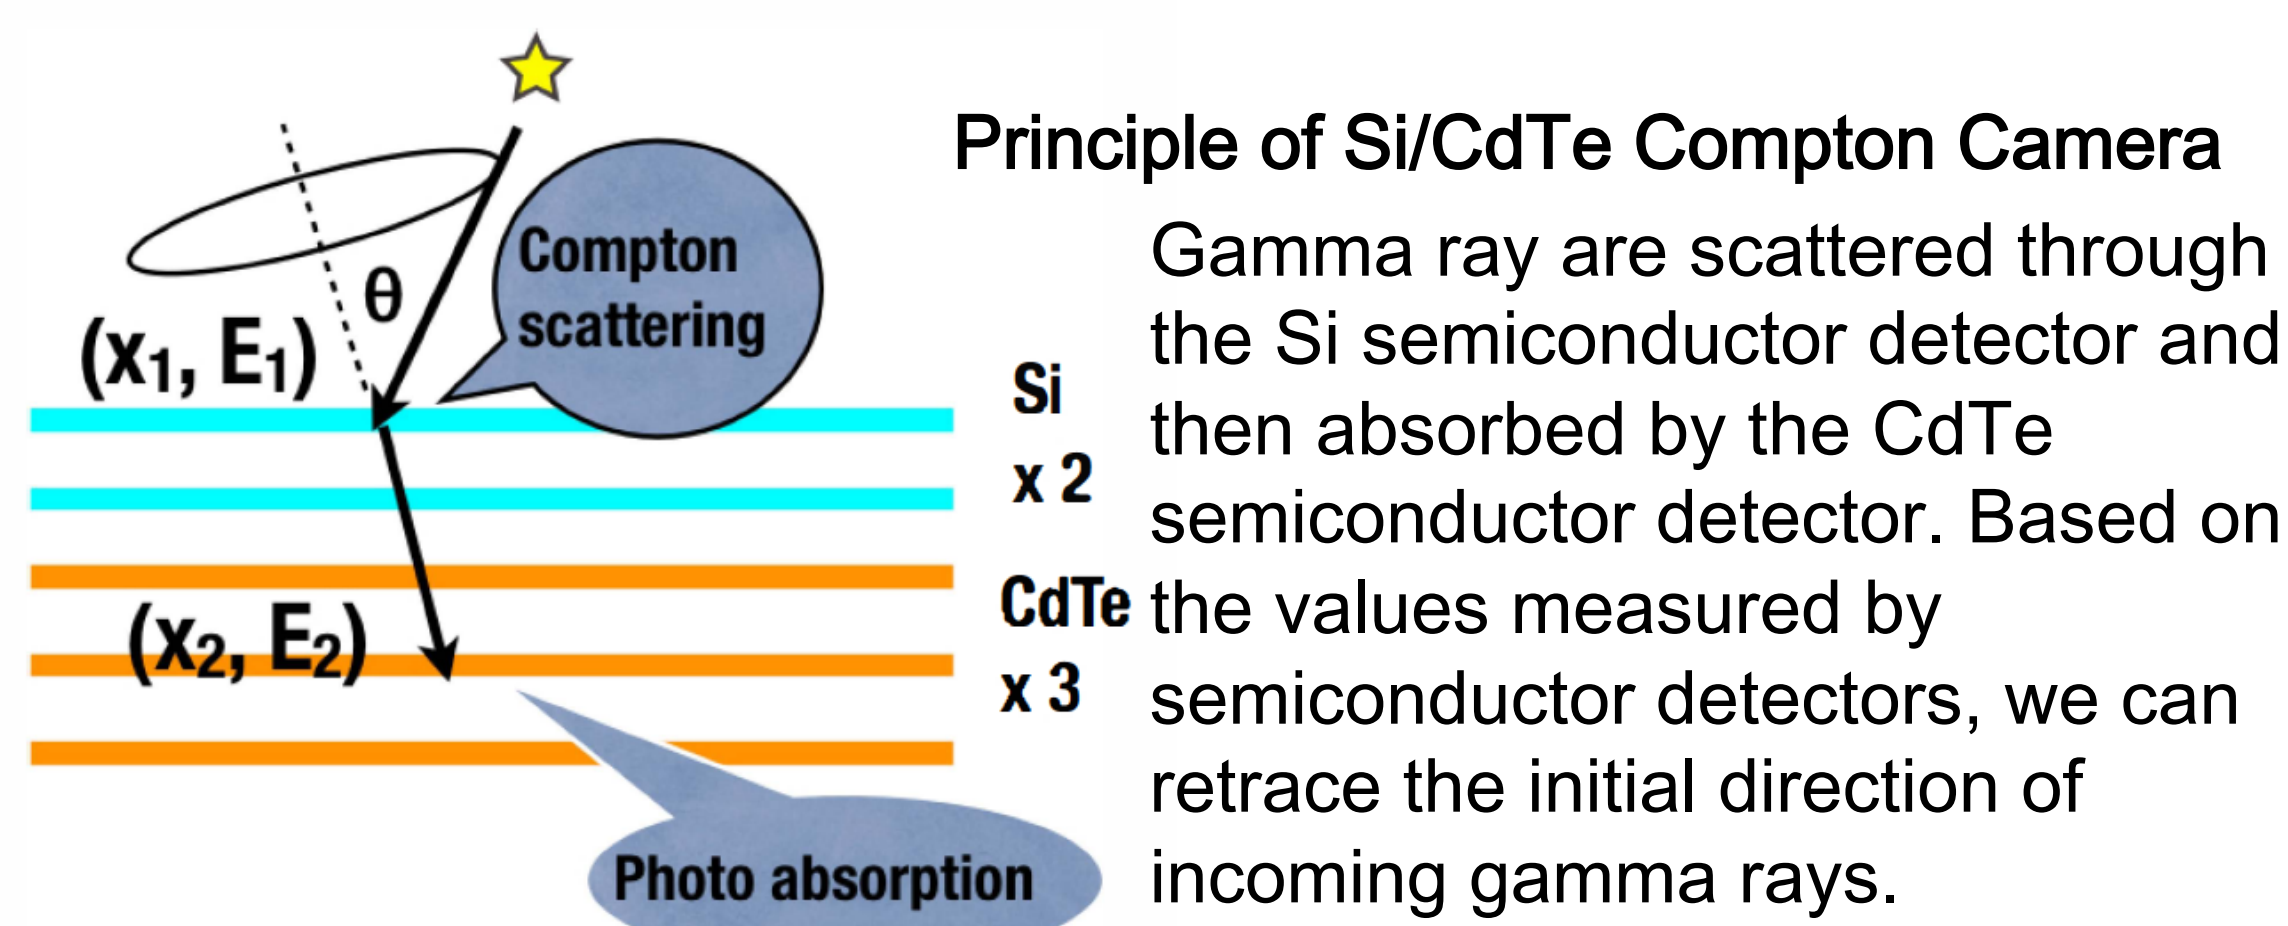 Principle of Si/CdTe Compton Camera
Gamma ray are scattered through
the Si semiconductor detector and
then absorbed by the CdTe
semiconductor detector. Based on
the values measured by
semiconductor detectors, we can
retrace the initial direction of
incoming gamma rays.
Compton
scattering
θ
(x₁, E₁)
Si
x 2
CdTe
x 3
(x₂, E₂)
Photo absorption